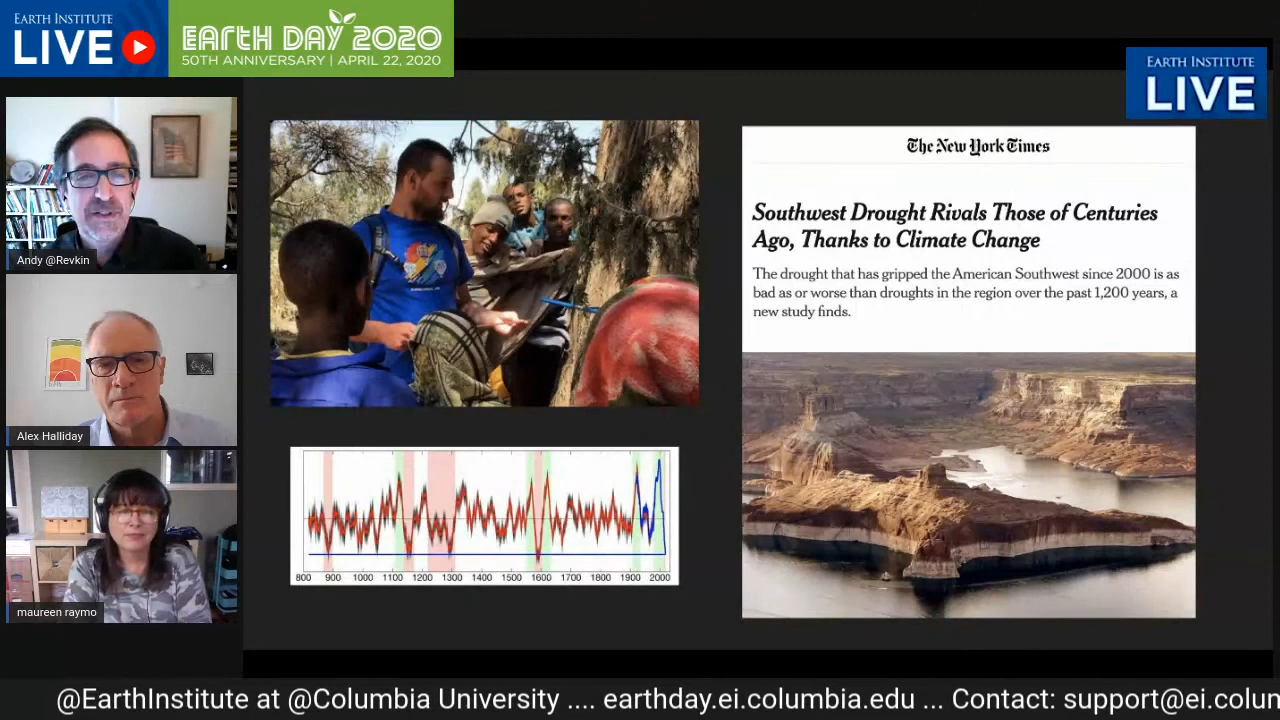 EARTH INSTITUTE
LIVE
EARTH DAY 2020
50TH ANNIVERSARY | APRIL 22, 2020
EARTH INSTITUTE
LIVE
Andy @Revkin
Alex Halliday
maureen raymo
The New York Times
Southwest Drought Rivals Those of Centuries
Ago, Thanks to Climate Change
The drought that has gripped the American Southwest since 2000 is as
bad as or worse than droughts in the region over the past 1,200 years, a
new study finds.
800 900 1000 1100 1200 1300 1400 1500 1600 1700 1800 1900 2000
@EarthInstitute at @Columbia University .... earthday.ei.columbia.edu ... Contact: support@ei.colum